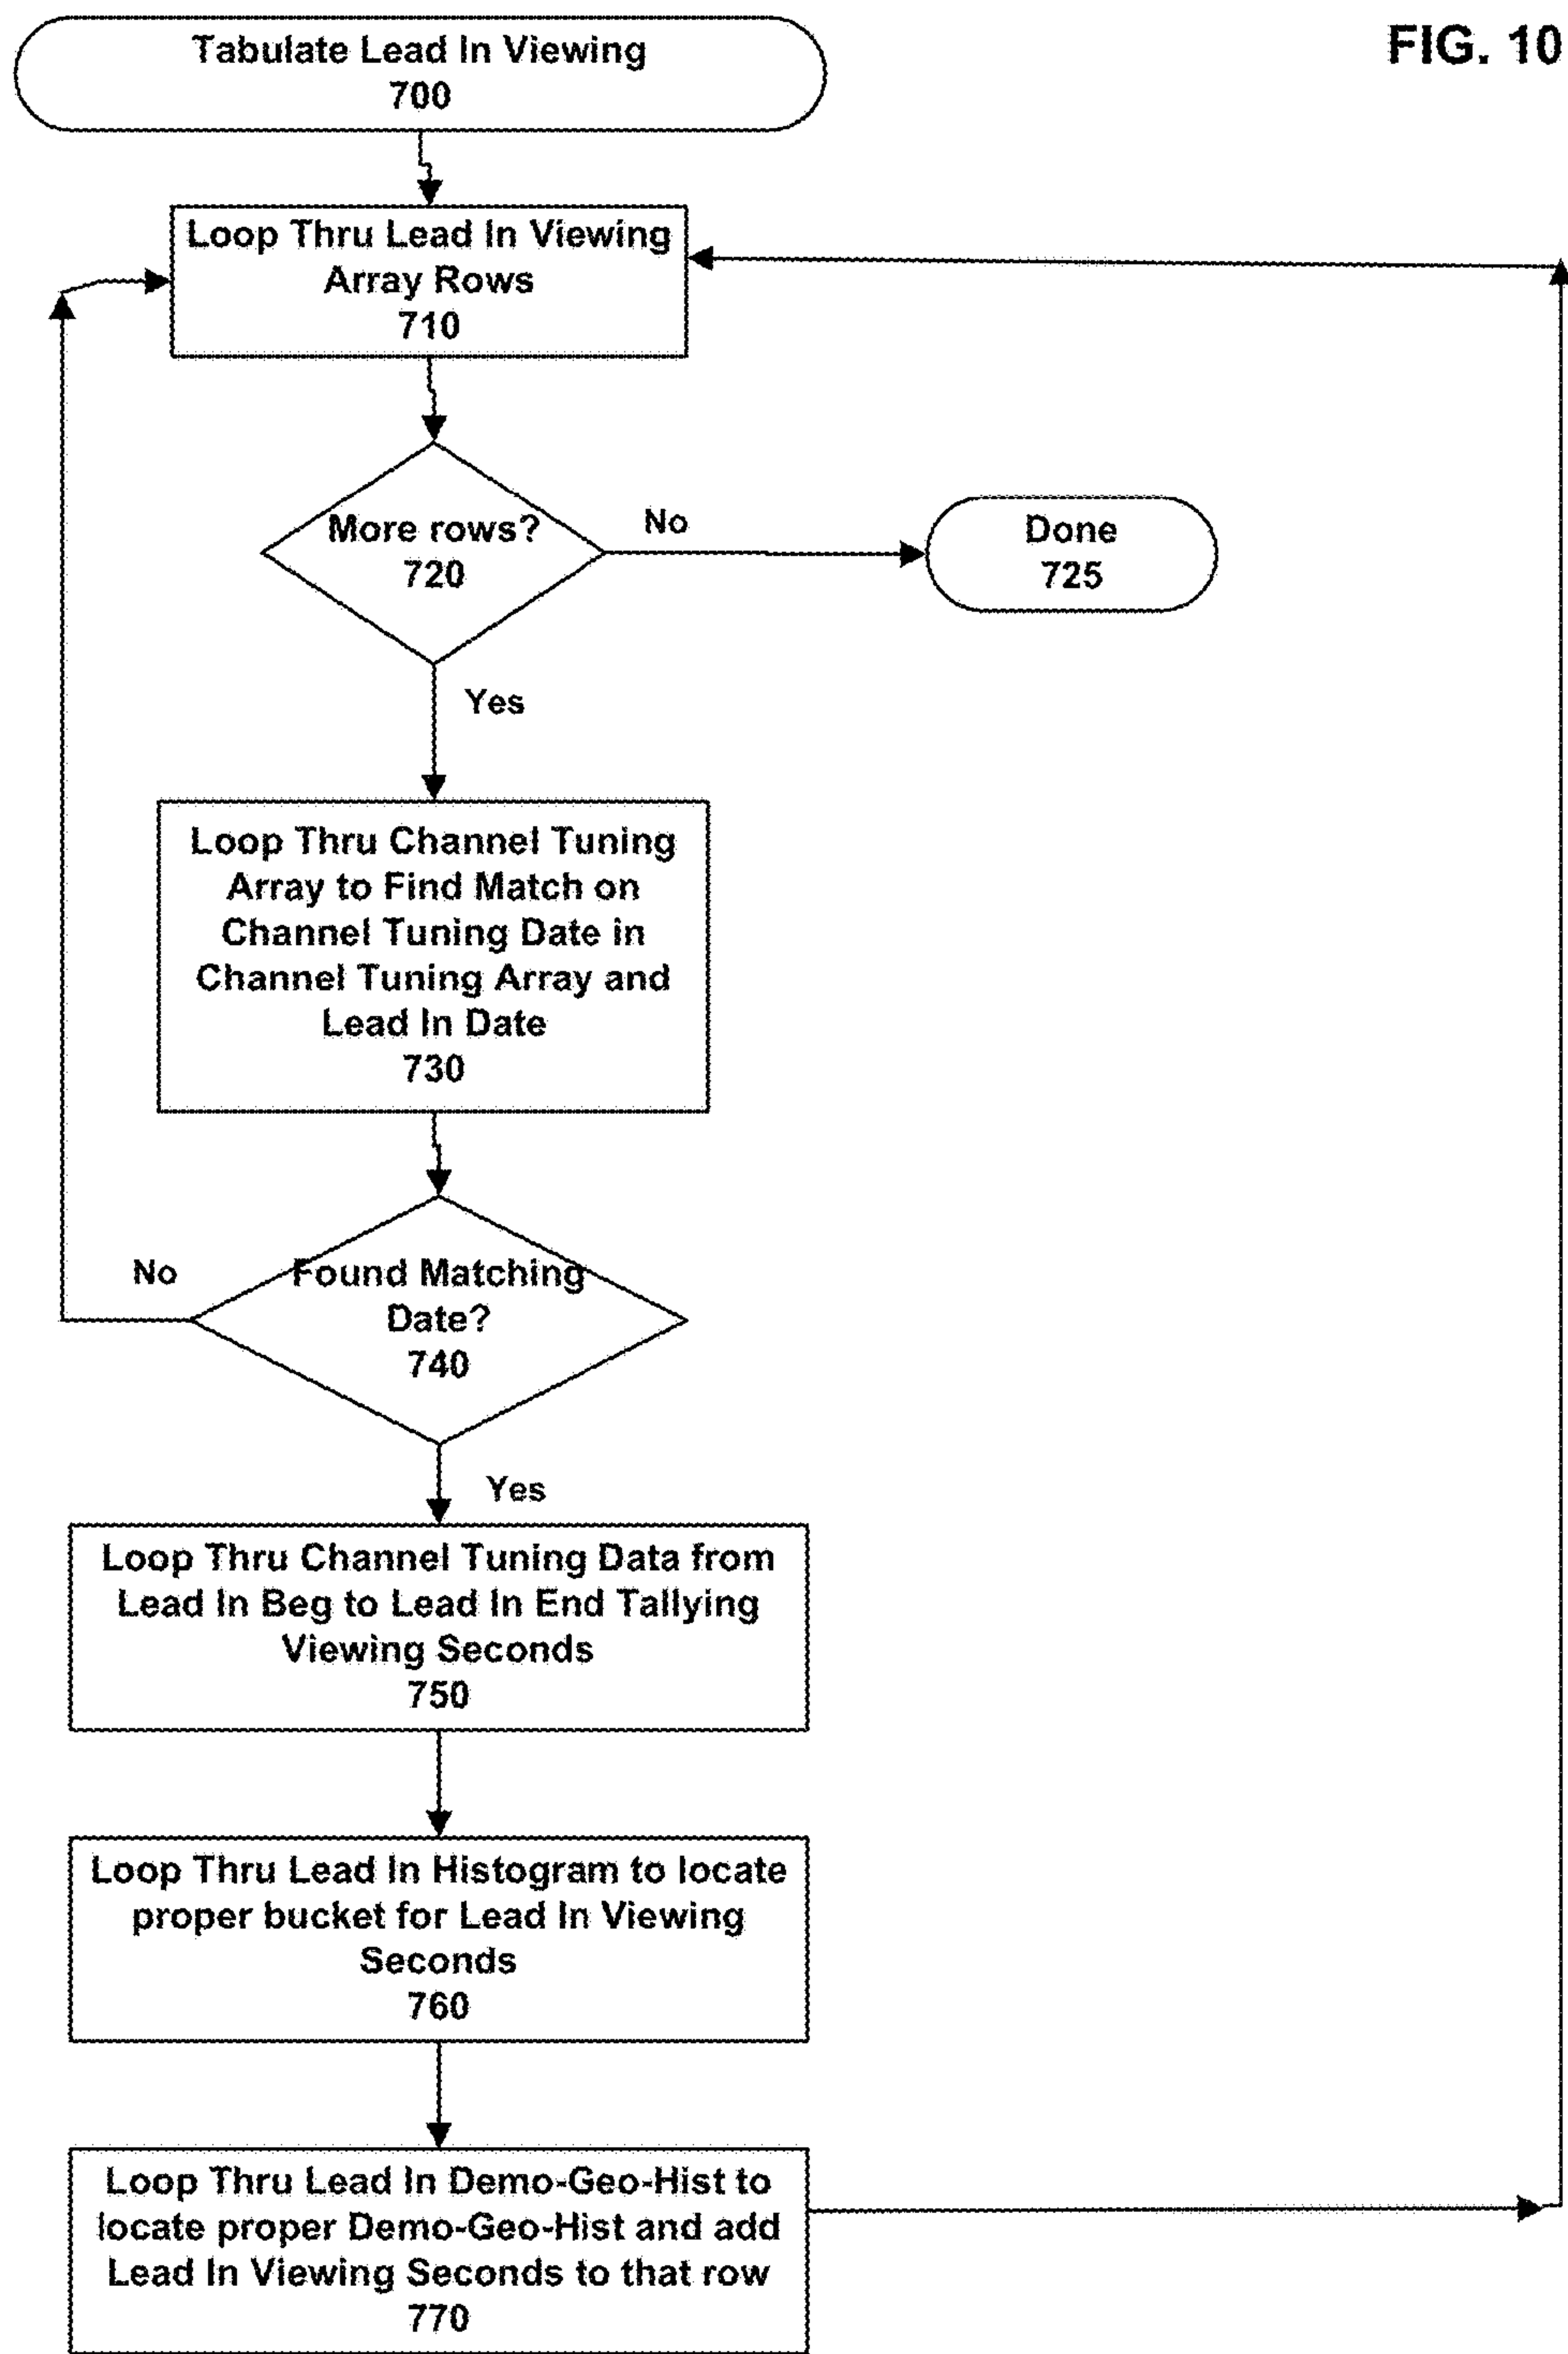 FIG. 10
Tabulate Lead In Viewing
700
Loop Thru Lead In Viewing
Array Rows
710
More rows?
720
No
Done
725
Yes
Loop Thru Channel Tuning
Array to Find Match on
Channel Tuning Date in
Channel Tuning Array and
Lead In Date
730
No
Found Matching
Date?
740
Yes
Loop Thru Channel Tuning Data from
Lead In Beg to Lead In End Tallying
Viewing Seconds
750
Loop Thru Lead In Histogram to locate
proper bucket for Lead In Viewing
Seconds
760
Loop Thru Lead In Demo-Geo-Hist to
locate proper Demo-Geo-Hist and add
Lead In Viewing Seconds to that row
770